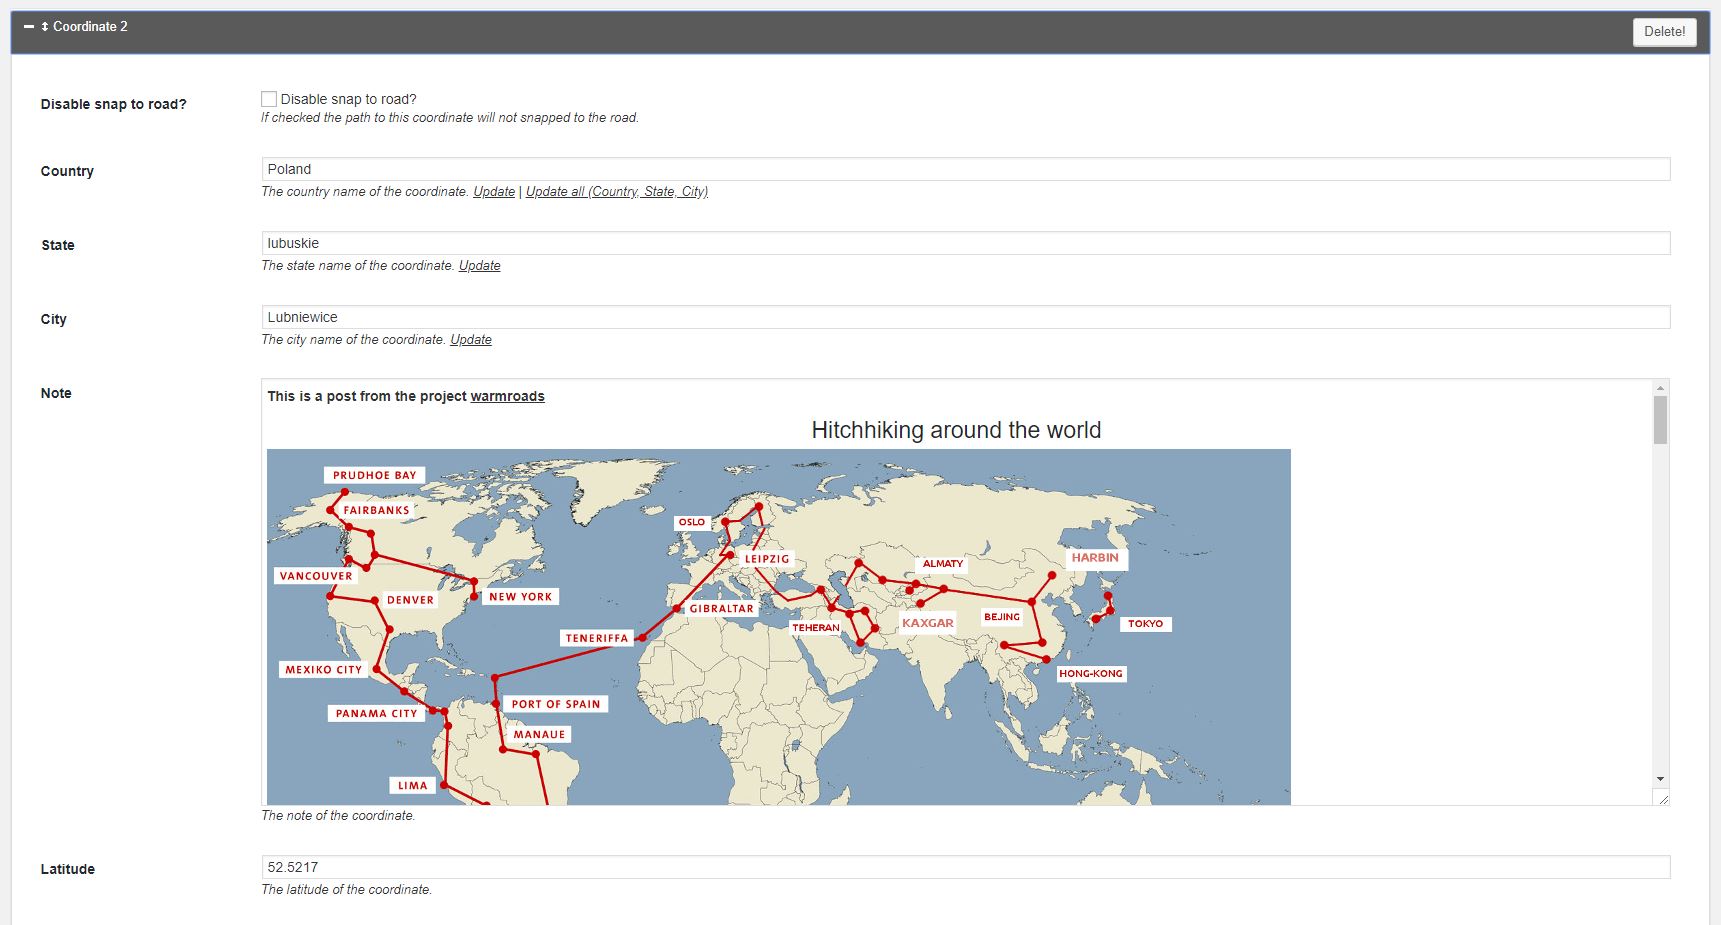 Coordinate 2
Delete!
Disable snap to road?
Disable snap to road?
If checked the path to this coordinate will not snapped to the road.
Country
Poland
The country name of the coordinate. Update | Update all (Country, State, City)
State
lubuskie
The state name of the coordinate. Update
City
Lubniewice
The city name of the coordinate. Update
Note
This is a post from the project warmroads
Hitchhiking around the world
PRUDHOE BAY
FAIRBANKS
OSLO
LEIPZIG
ALMATY
HARBIN
VANCOUVER
DENVER
NEW YORK
GIBRALTAR
TEHERAN
KAXGAR
BEJING
TOKYO
TENERIFFA
MEXIKO CITY
HONG-KONG
PORT OF SPAIN
PANAMA CITY
MANAUE
LIMA
The note of the coordinate.
Latitude
52.5217
The latitude of the coordinate.